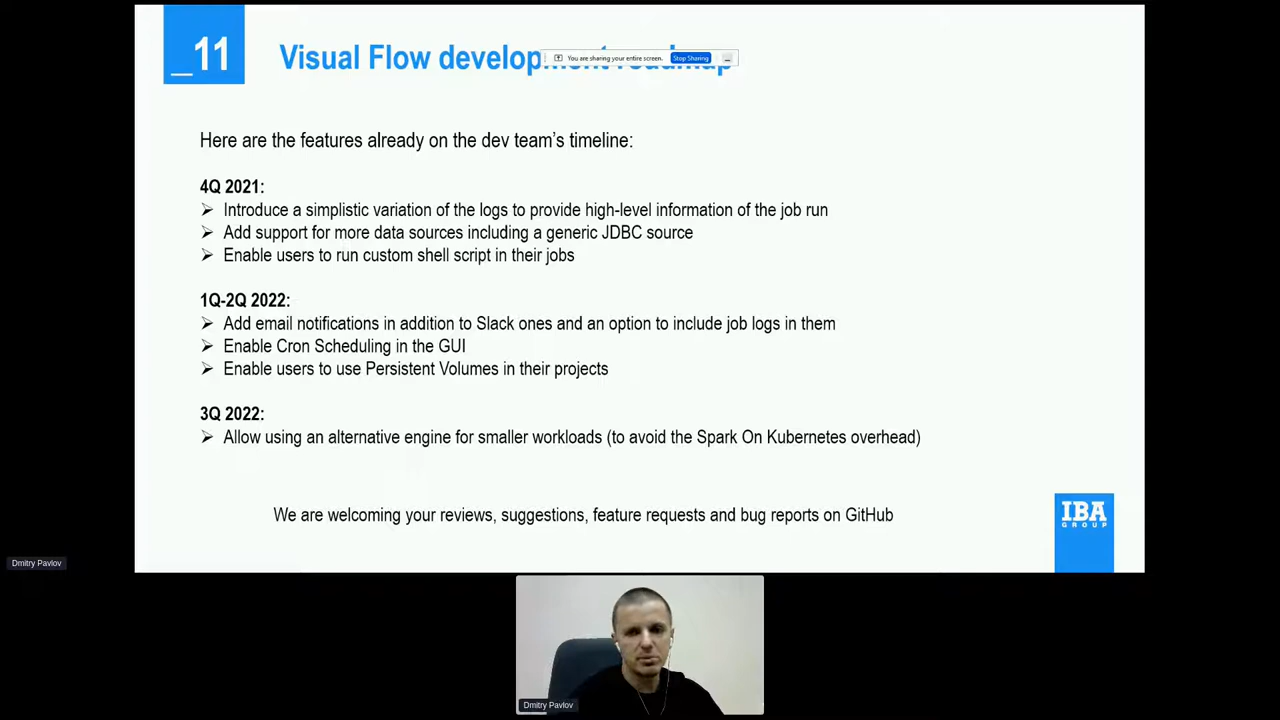 _11
Visual Flow development roadmap
You are sharing your entire screen.
Stop Sharing
Here are the features already on the dev team's timeline:
4Q 2021:
Introduce a simplistic variation of the logs to provide high-level information of the job run
Add support for more data sources including a generic JDBC source
Enable users to run custom shell script in their jobs
1Q-2Q 2022:
Add email notifications in addition to Slack ones and an option to include job logs in them
Enable Cron Scheduling in the GUI
Enable users to use Persistent Volumes in their projects
3Q 2022:
Allow using an alternative engine for smaller workloads (to avoid the Spark On Kubernetes overhead)
We are welcoming your reviews, suggestions, feature requests and bug reports on GitHub
IBA
GROUP
Dmitry Pavlov
Dmitry Pavlov